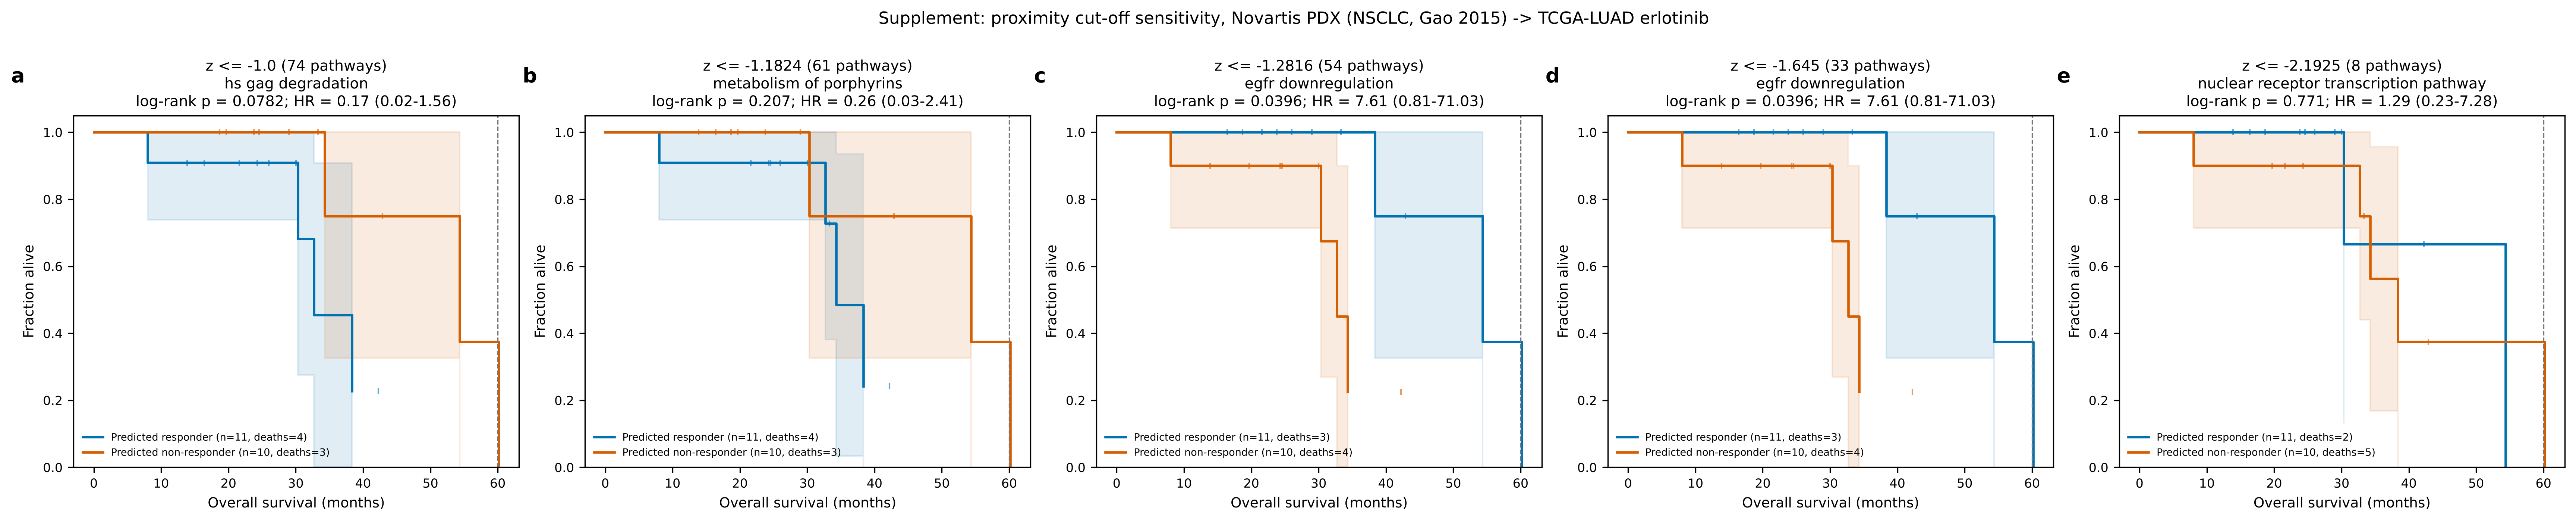 Supplement: proximity cut-off sensitivity, Novartis PDX (NSCLC, Gao 2015) -> TCGA-LUAD erlotinib
a
z <= -1.0 (74 pathways)
hs gag degradation
log-rank p = 0.0782; HR = 0.17 (0.02-1.56)
Fraction alive
1.0
0.8
0.6
0.4
0.2
0.0
Predicted responder (n=11, deaths=4)
Predicted non-responder (n=10, deaths=3)
0 10 20 30 40 50 60
Overall survival (months)
b
z <= -1.1824 (61 pathways)
metabolism of porphyrins
log-rank p = 0.207; HR = 0.26 (0.03-2.41)
Fraction alive
1.0
0.8
0.6
0.4
0.2
0.0
Predicted responder (n=11, deaths=4)
Predicted non-responder (n=10, deaths=3)
0 10 20 30 40 50 60
Overall survival (months)
c
z <= -1.2816 (54 pathways)
egfr downregulation
log-rank p = 0.0396; HR = 7.61 (0.81-71.03)
Fraction alive
1.0
0.8
0.6
0.4
0.2
0.0
Predicted responder (n=11, deaths=3)
Predicted non-responder (n=10, deaths=4)
0 10 20 30 40 50 60
Overall survival (months)
d
z <= -1.645 (33 pathways)
egfr downregulation
log-rank p = 0.0396; HR = 7.61 (0.81-71.03)
Fraction alive
1.0
0.8
0.6
0.4
0.2
0.0
Predicted responder (n=11, deaths=3)
Predicted non-responder (n=10, deaths=4)
0 10 20 30 40 50 60
Overall survival (months)
e
z <= -2.1925 (8 pathways)
nuclear receptor transcription pathway
log-rank p = 0.771; HR = 1.29 (0.23-7.28)
Fraction alive
1.0
0.8
0.6
0.4
0.2
0.0
Predicted responder (n=11, deaths=2)
Predicted non-responder (n=10, deaths=5)
0 10 20 30 40 50 60
Overall survival (months)